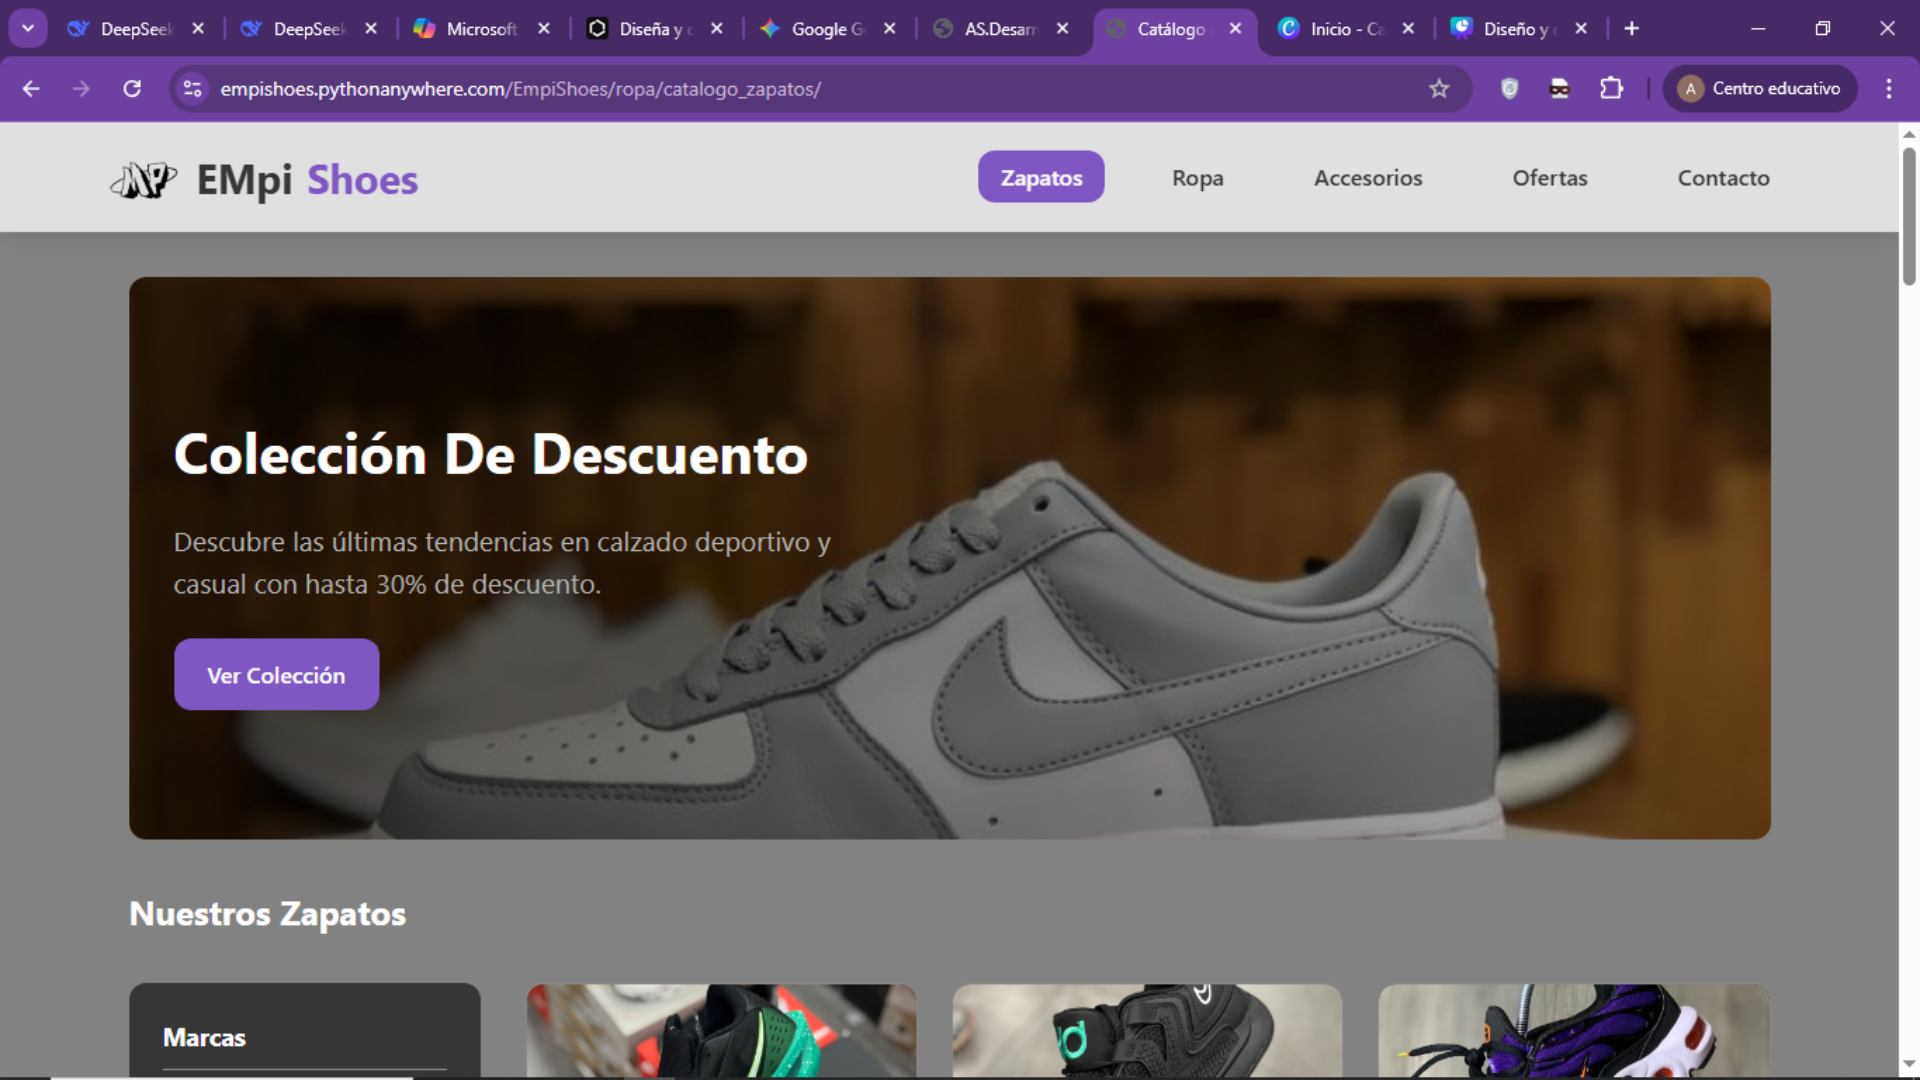 DeepSeek
DeepSeek
Microsoft
Diseña y
Google G
AS.Desarr
Catálogo
Inicio - Ca
Diseño y
empishoes.pythonanywhere.com/EmpiShoes/ropa/catalogo_zapatos/
A
Centro educativo
MP
EMpi Shoes
Zapatos
Ropa
Accesorios
Ofertas
Contacto
Colección De Descuento
Descubre las últimas tendencias en calzado deportivo y
casual con hasta 30% de descuento.
Ver Colección
Nuestros Zapatos
Marcas